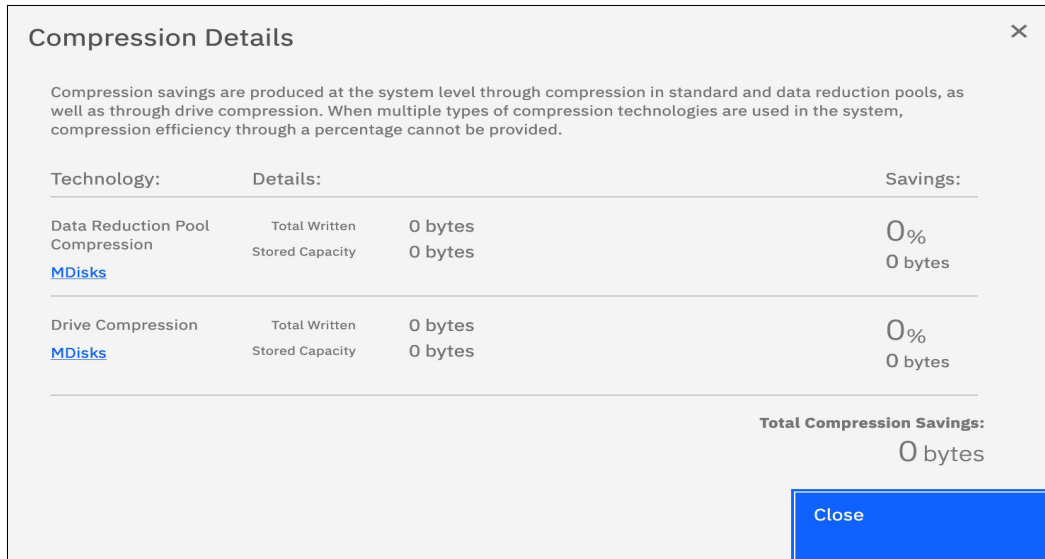 Compression Details
×
Compression savings are produced at the system level through compression in standard and data reduction pools, as
well as through drive compression. When multiple types of compression technologies are used in the system,
compression efficiency through a percentage cannot be provided.
Technology: Details: Savings:
Data Reduction Pool
Compression
MDisks
Total Written 0 bytes
Stored Capacity 0 bytes
0%
0 bytes
Drive Compression
MDisks
Total Written 0 bytes
Stored Capacity 0 bytes
0%
0 bytes
Total Compression Savings:
0 bytes
Close